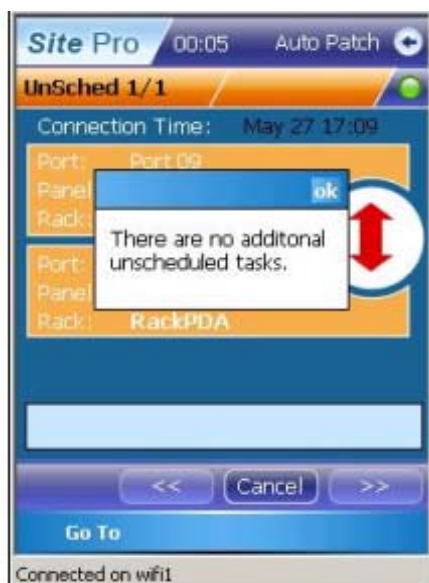 Site Pro 00:05 Auto Patch
UnSched 1/1
Connection Time: May 27 17:09
Port: Port 09
Panel
Rack:
ok
There are no additonal
unscheduled tasks.
Port:
Panel
Rack: RackPDA
<< Cancel >>
Go To
Connected on wifi1